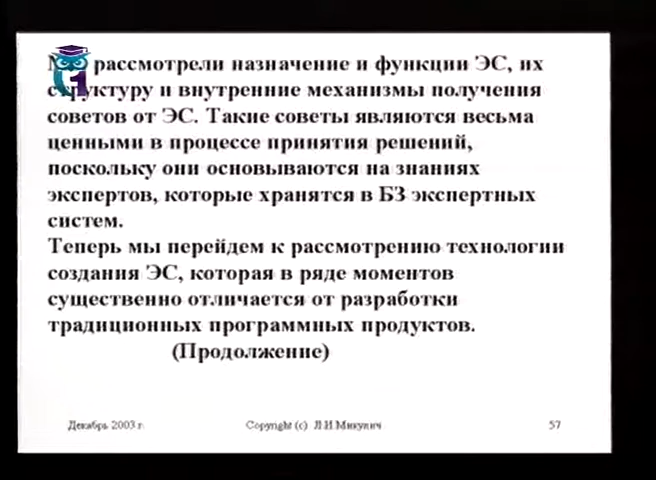 Мы рассмотрели назначение и функции ЭС, их
структуру и внутренние механизмы получения
советов от ЭС. Такие советы являются весьма
ценными в процессе принятия решений,
поскольку они основываются на знаниях
экспертов, которые хранятся в БЗ экспертных
систем.
Теперь мы перейдем к рассмотрению технологии
создания ЭС, которая в ряде моментов
существенно отличается от разработки
традиционных программных продуктов.
(Продолжение)
Декабрь 2003 г. Copyright (c) Л.И.Микулич 57
1